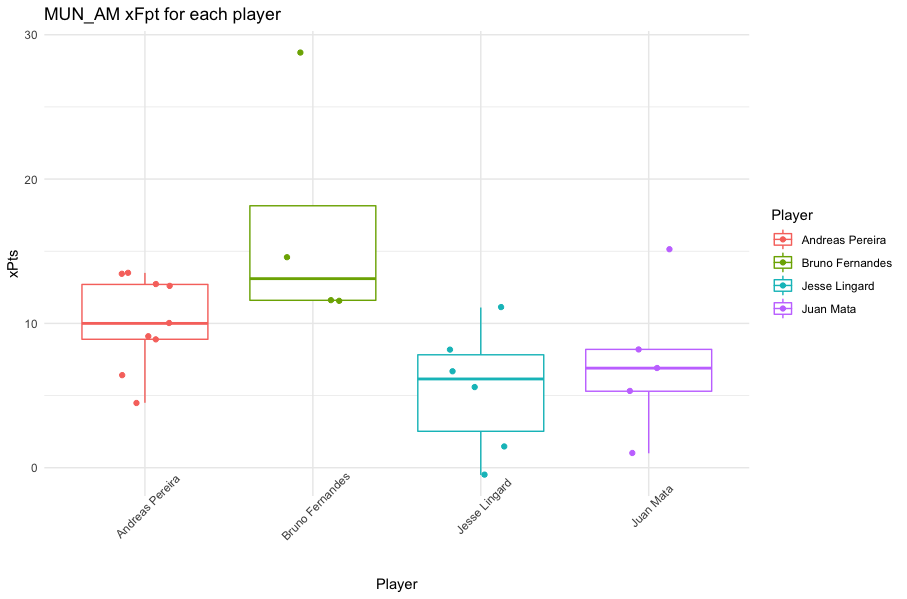 MUN_AM xFpt for each player
30
20
10
0
xPts
Andreas Pereira
Bruno Fernandes
Jesse Lingard
Juan Mata
Player
Player
Andreas Pereira
Bruno Fernandes
Jesse Lingard
Juan Mata